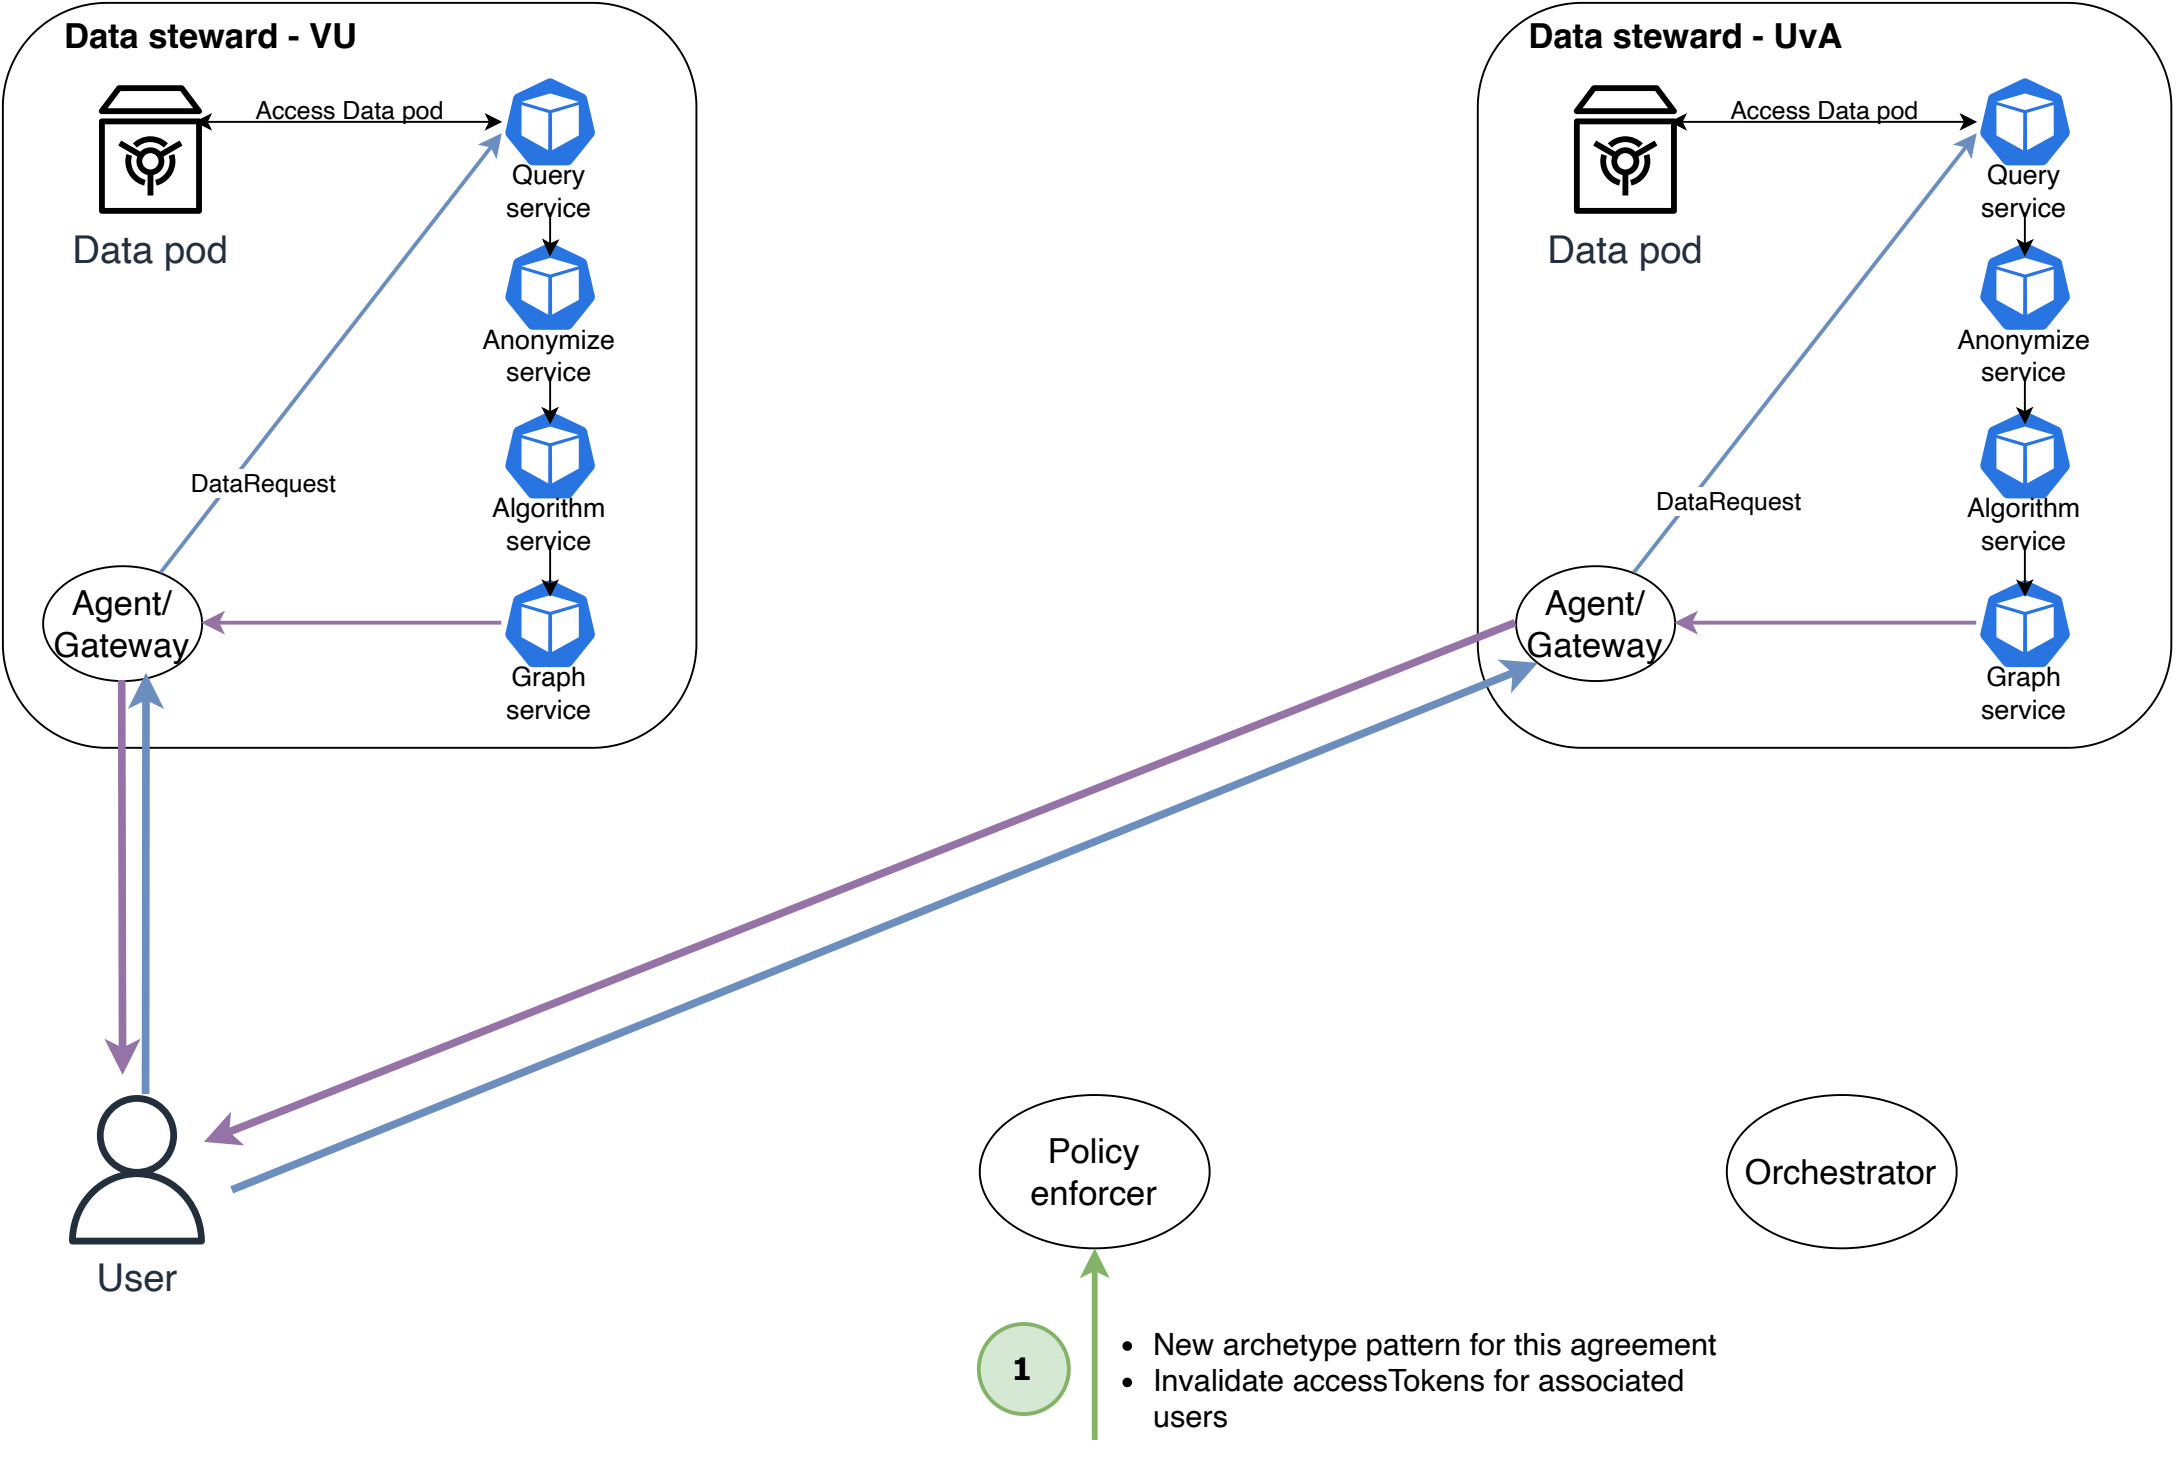 Data steward - VU
Access Data pod
Data pod
Query
service
Anonymize
service
Algorithm
service
DataRequest
Agent/
Gateway
Graph
service
Data steward - UvA
Access Data pod
Data pod
Query
service
Anonymize
service
Algorithm
service
DataRequest
Agent/
Gateway
Graph
service
User
Policy
enforcer
Orchestrator
1
• New archetype pattern for this agreement
• Invalidate accessTokens for associated
users